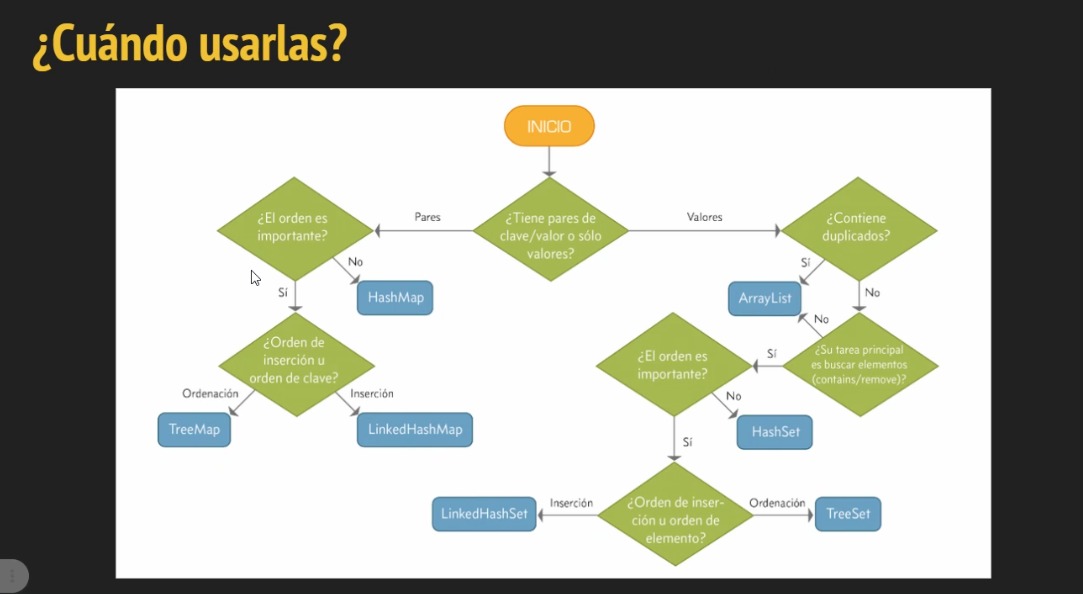 ¿Cuándo usarlas?
INICIO
¿El orden es
importante?
Pares
¿Tiene pares de
clave/valor o sólo
valores?
Valores
¿Contiene
duplicados?
No
HashMap
Sí
Sí
ArrayList
No
No
¿Orden de
inserción u
orden de clave?
¿El orden es
importante?
Sí
¿Su tarea principal
es buscar elementos
(contains/remove)?
Ordenación
Inserción
No
TreeMap
LinkedHashMap
HashSet
Sí
LinkedHashSet
Inserción
¿Orden de inser-
ción u orden de
elemento?
Ordenación
TreeSet